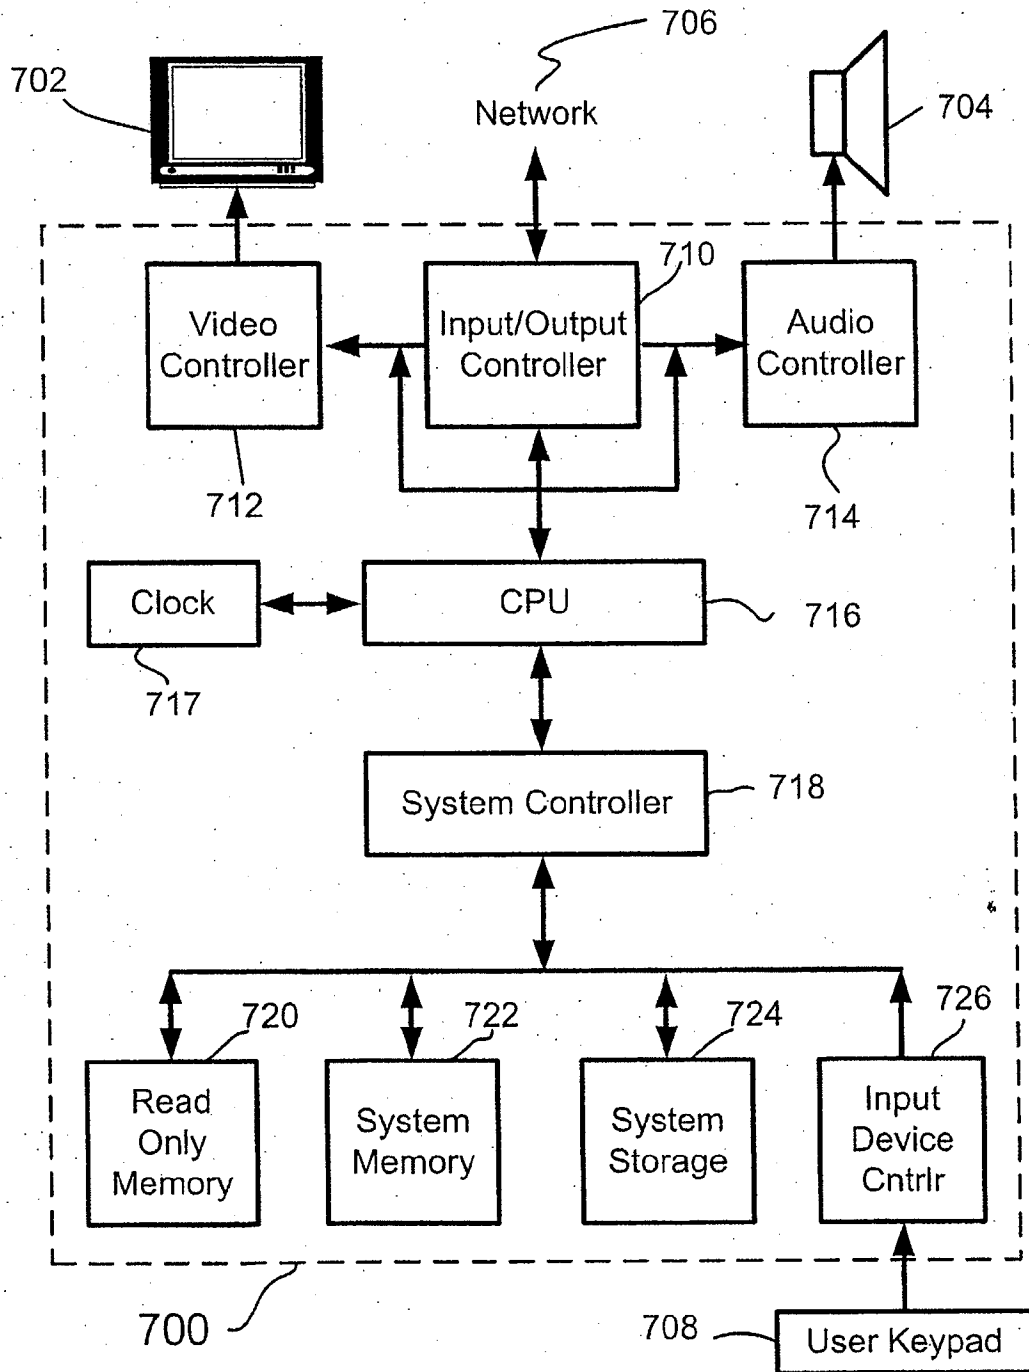 706
702
Network
704
710
Video
Controller
Input/Output
Controller
Audio
Controller
712
714
Clock
CPU
716
717
System Controller
718
720
722
724
726
Read
Only
Memory
System
Memory
System
Storage
Input
Device
Cntrlr
700
708
User Keypad